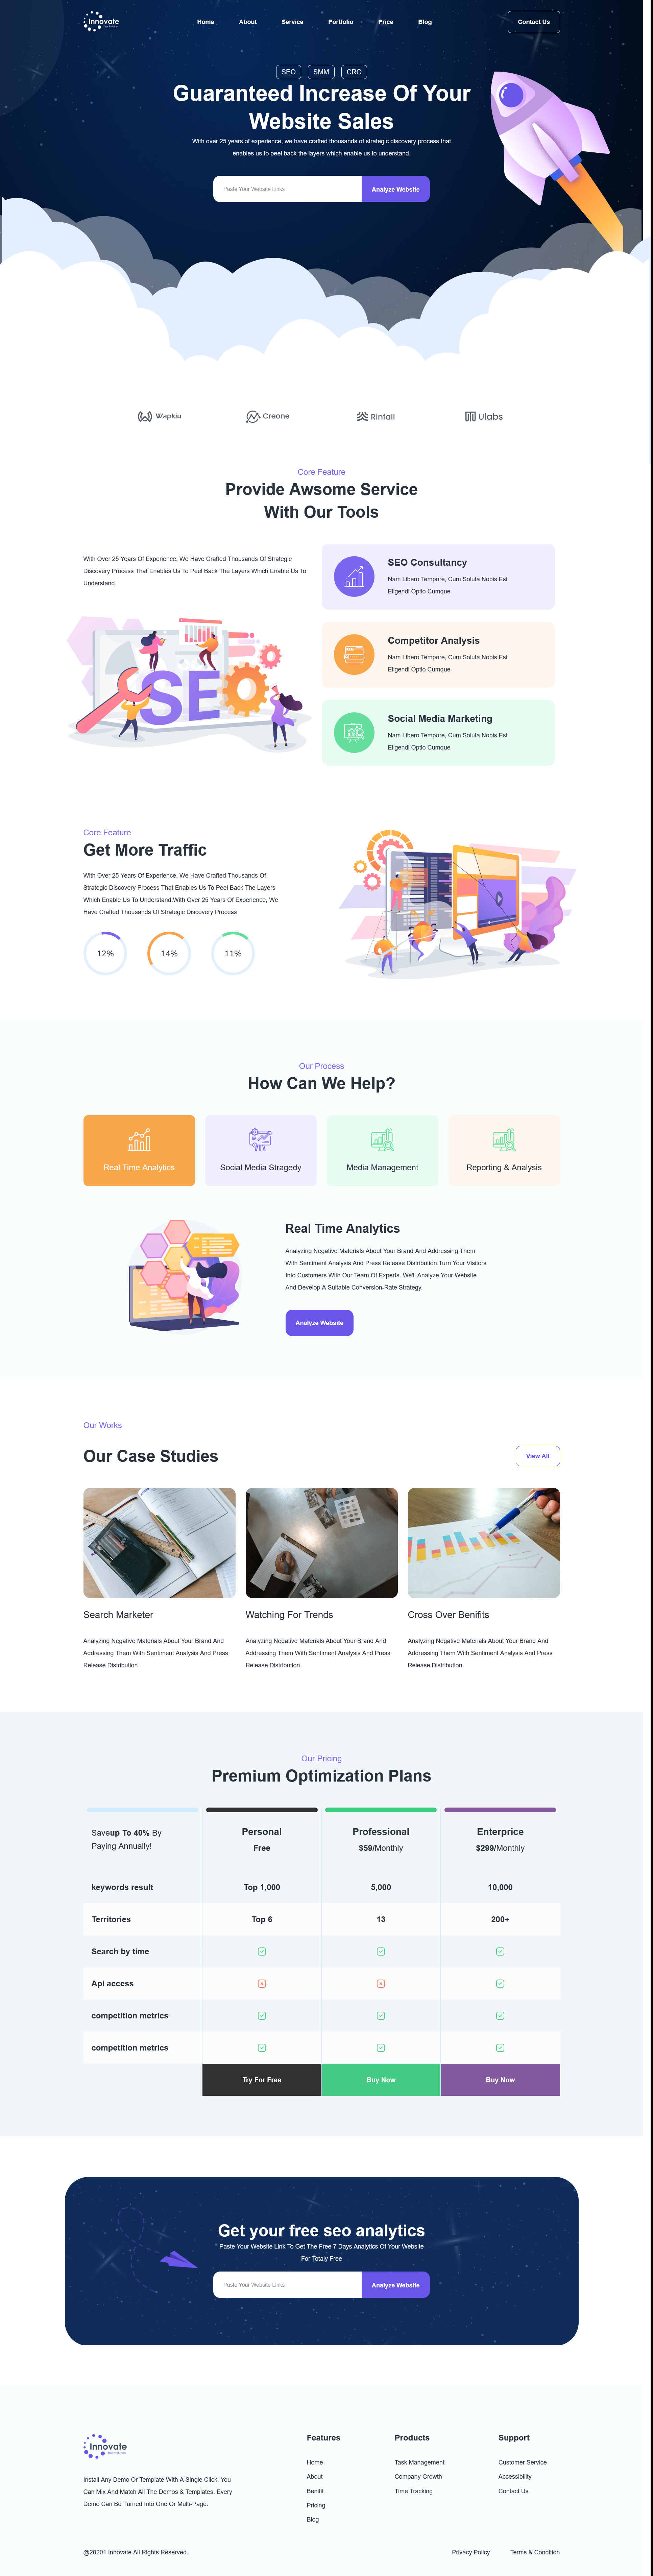 Innovate
Home About Service Portfolio Price Blog Contact Us
SEO SMM CRO
Guaranteed Increase Of Your
Website Sales
With over 25 years of experience, we have crafted thousands of strategic discovery process that
enables us to peel back the layers which enable us to understand.
Paste Your Website Links Analyze Website
Wapkiu Creone Rinfall Ulabs
Core Feature
Provide Awsome Service
With Our Tools
With Over 25 Years Of Experience, We Have Crafted Thousands Of Strategic
Discovery Process That Enables Us To Peel Back The Layers Which Enable Us To
Understand.
SE
SEO Consultancy
Nam Libero Tempore, Cum Soluta Nobis Est
Eligendi Optio Cumque
Competitor Analysis
Nam Libero Tempore, Cum Soluta Nobis Est
Eligendi Optio Cumque
Social Media Marketing
Nam Libero Tempore, Cum Soluta Nobis Est
Eligendi Optio Cumque
Core Feature
Get More Traffic
With Over 25 Years Of Experience, We Have Crafted Thousands Of
Strategic Discovery Process That Enables Us To Peel Back The Layers
Which Enable Us To Understand.With Over 25 Years Of Experience, We
Have Crafted Thousands Of Strategic Discovery Process
12% 14% 11%
Our Process
How Can We Help?
Real Time Analytics Social Media Stragedy Media Management Reporting & Analysis
Real Time Analytics
Analyzing Negative Materials About Your Brand And Addressing Them
With Sentiment Analysis And Press Release Distribution.Turn Your Visitors
Into Customers With Our Team Of Experts. We'll Analyze Your Website
And Develop A Suitable Conversion-Rate Strategy.
Analyze Website
Our Works
Our Case Studies
View All
Search Marketer
Analyzing Negative Materials About Your Brand And
Addressing Them With Sentiment Analysis And Press
Release Distribution.
Watching For Trends
Analyzing Negative Materials About Your Brand And
Addressing Them With Sentiment Analysis And Press
Release Distribution.
Cross Over Benifits
Analyzing Negative Materials About Your Brand And
Addressing Them With Sentiment Analysis And Press
Release Distribution.
Our Pricing
Premium Optimization Plans
Saveup To 40% By
Paying Annually!
Personal
Free
Professional
$59/Monthly
Enterprice
$299/Monthly
keywords result Top 1,000 5,000 10,000
Territories Top 6 13 200+
Search by time
Api access
competition metrics
competition metrics
Try For Free Buy Now Buy Now
Get your free seo analytics
Paste Your Website Link To Get The Free 7 Days Analytics Of Your Website
For Totaly Free
Paste Your Website Links Analyze Website
Innovate
Install Any Demo Or Template With A Single Click. You
Can Mix And Match All The Demos & Templates. Every
Demo Can Be Turned Into One Or Multi-Page.
Features
Home
About
Benifit
Pricing
Blog
Products
Task Management
Company Growth
Time Tracking
Support
Customer Service
Accessibility
Contact Us
@20201 Innovate.All Rights Reserved.
Privacy Policy Terms & Condition